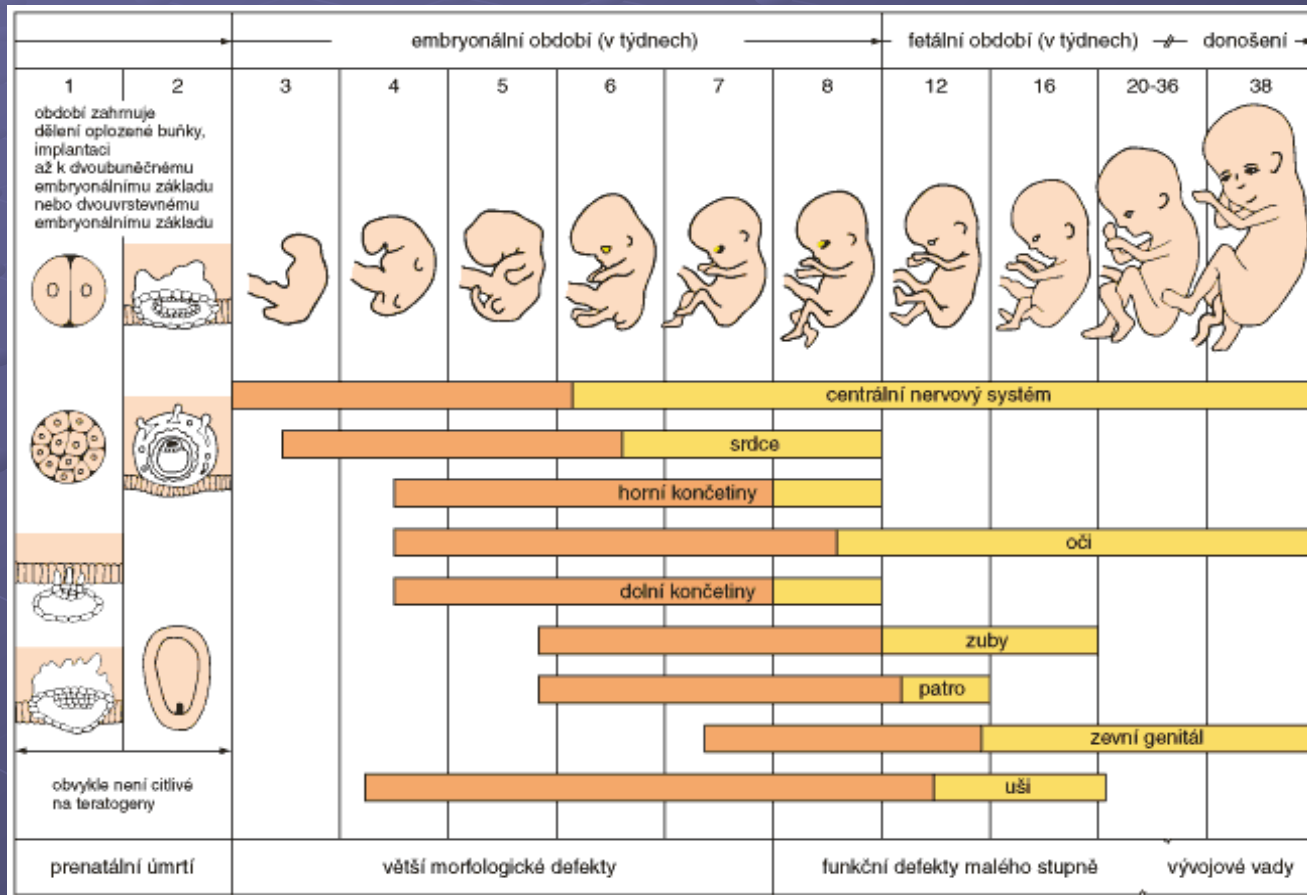 embryonální období (v týdnech)
fetální období (v týdnech)
donošení
1
2
3
4
5
6
7
8
12
16
20-36
38
období zahrnuje
dělení oplozené buňky,
implantaci
až k dvoubuněčnému
embryonálnímu základu
nebo dvouvrstevnému
embryonálnímu základu
centrální nervový systém
srdce
horní končetiny
oči
dolní končetiny
zuby
patro
zevní genitál
uši
obvykle není citlivé
na teratogeny
prenatální úmrtí
větší morfologické defekty
funkční defekty malého stupně
vývojové vady